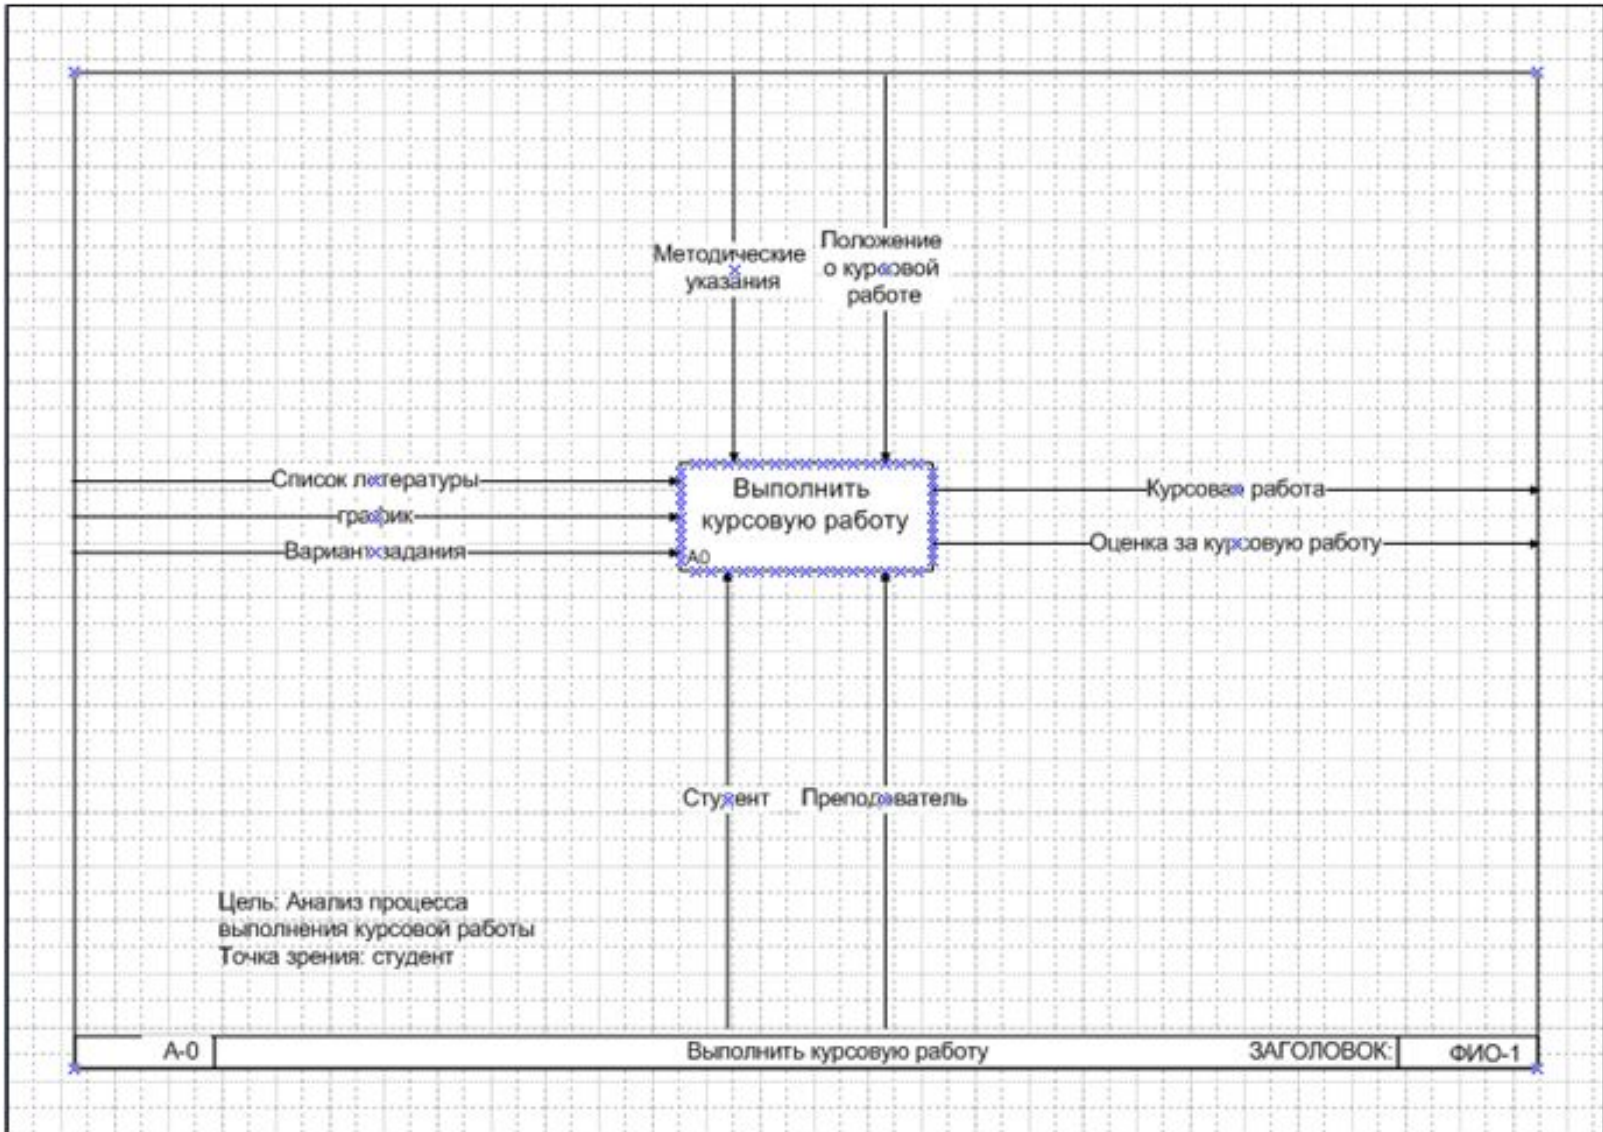 Методические
указания
Положение
о курсовой
работе
Список литературы
график
Вариант задания
Выполнить
курсовую работу
A0
Курсовая работа
Оценка за курсовую работу
Студент
Преподователь
Цель: Анализ процесса
выполнения курсовой работы
Точка зрения: студент
A-0
Выполнить курсовую работу
ЗАГОЛОВОК:
ФИО-1